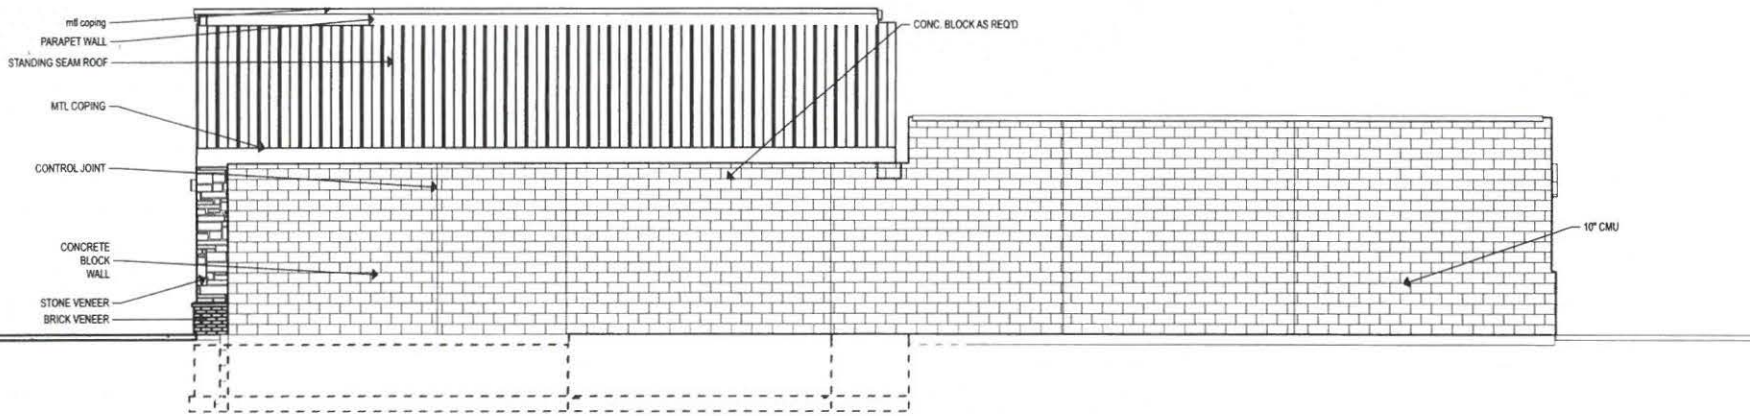 mtl coping
PARAPET WALL
STANDING SEAM ROOF
MTL COPING
CONTROL JOINT
CONCRETE
BLOCK
WALL
STONE VENEER
BRICK VENEER
CONC. BLOCK AS REQ'D
10" CMU